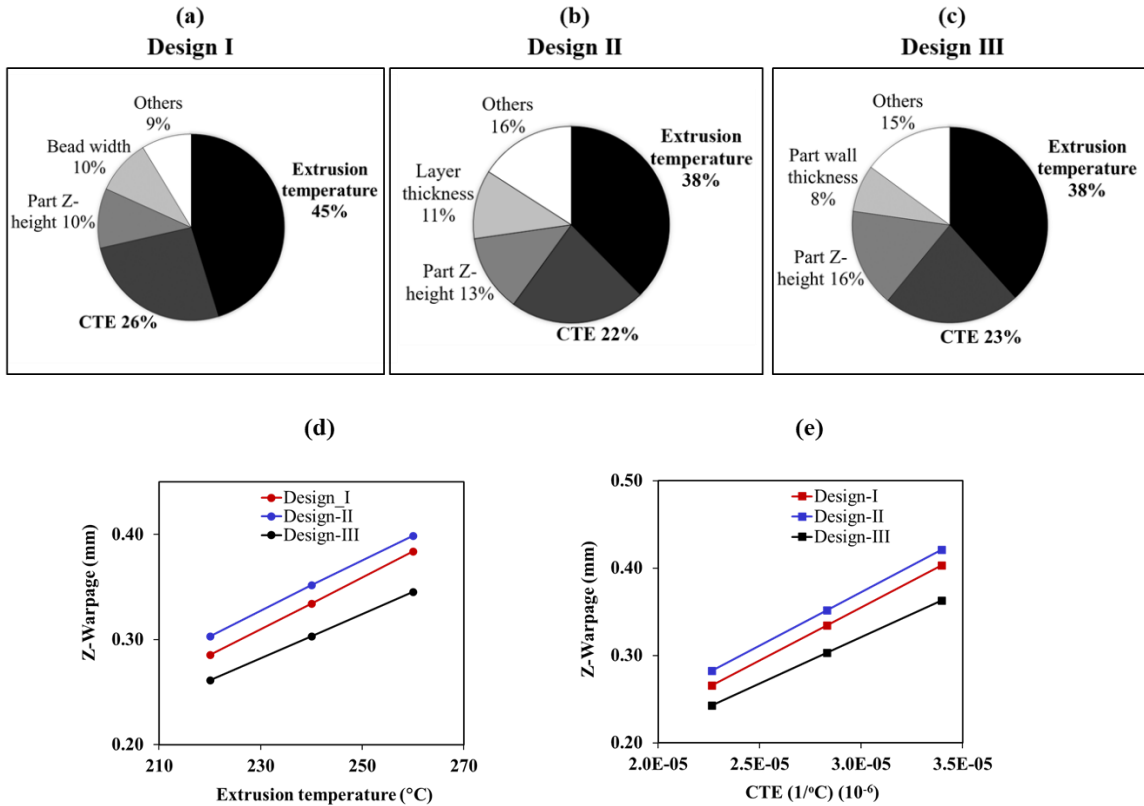 (a)
Design I
Others
9%
Bead width
10%
Part Z-
height 10%
Extrusion
temperature
45%
CTE 26%
(b)
Design II
Others
16%
Layer
thickness
11%
Part Z-
height 13%
Extrusion
temperature
38%
CTE 22%
(c)
Design III
Others
15%
Part wall
thickness
8%
Part Z-
height 16%
Extrusion
temperature
38%
CTE 23%
(d)
Z-Warpage (mm)
0.40
0.30
0.20
Design_I
Design-II
Design-III
210
230
250
270
Extrusion temperature (°C)
(e)
Z-Warpage (mm)
0.50
0.40
0.30
0.20
Design-I
Design-II
Design-III
2.0E-05
2.5E-05
3.0E-05
3.5E-05
CTE (1/°C) (10⁻⁶)